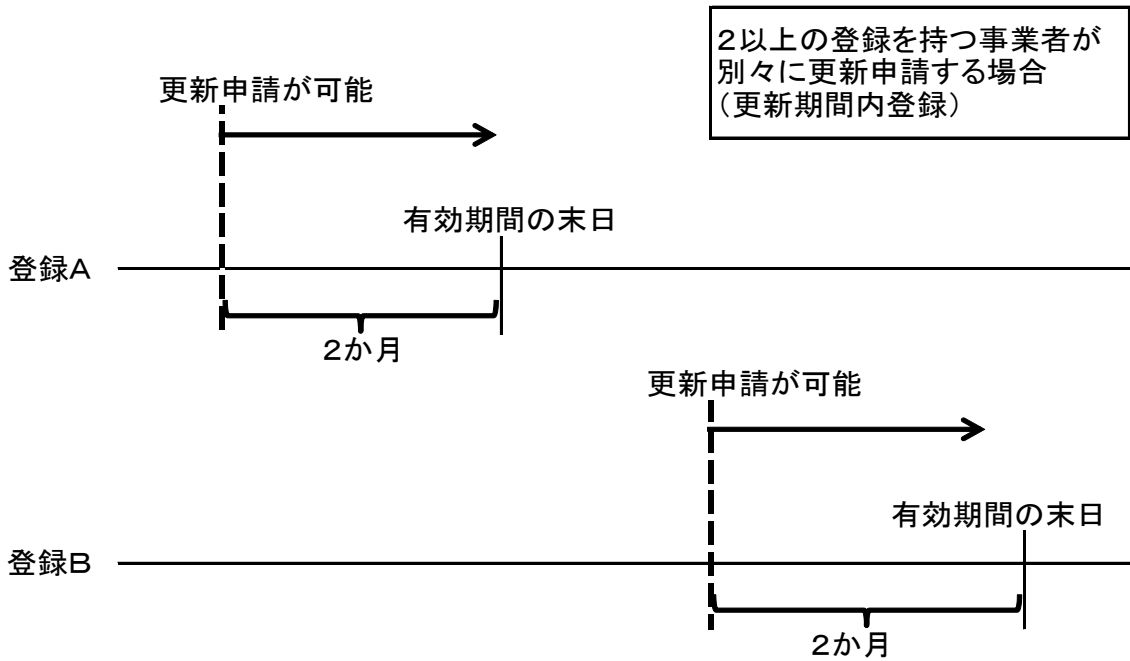 2以上の登録を持つ事業者が
別々に更新申請する場合
（更新期間内登録）
更新申請が可能
有効期間の末日
登録A
2か月
更新申請が可能
有効期間の末日
登録B
2か月